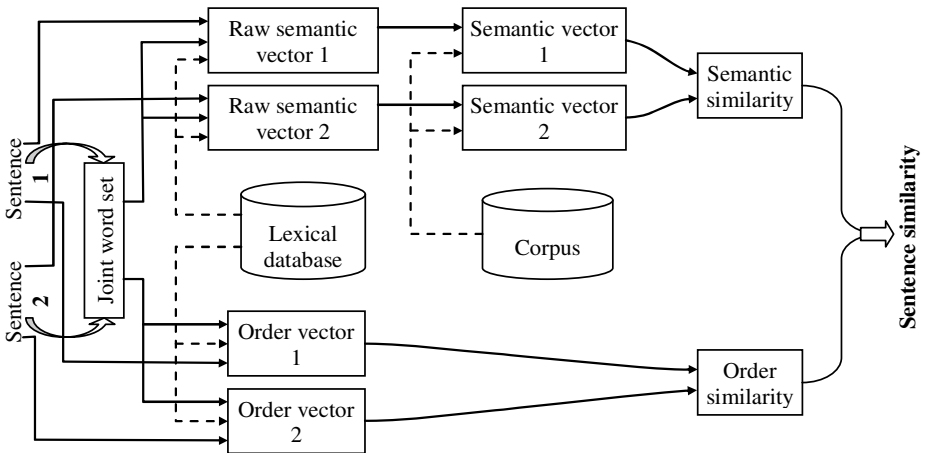 Raw semantic
vector 1
Semantic vector
1
Semantic
similarity
Raw semantic
vector 2
Semantic vector
2
Sentence
1
Joint word set
Lexical
database
Corpus
Sentence similarity
Sentence
2
Order vector
1
Order
similarity
Order vector
2